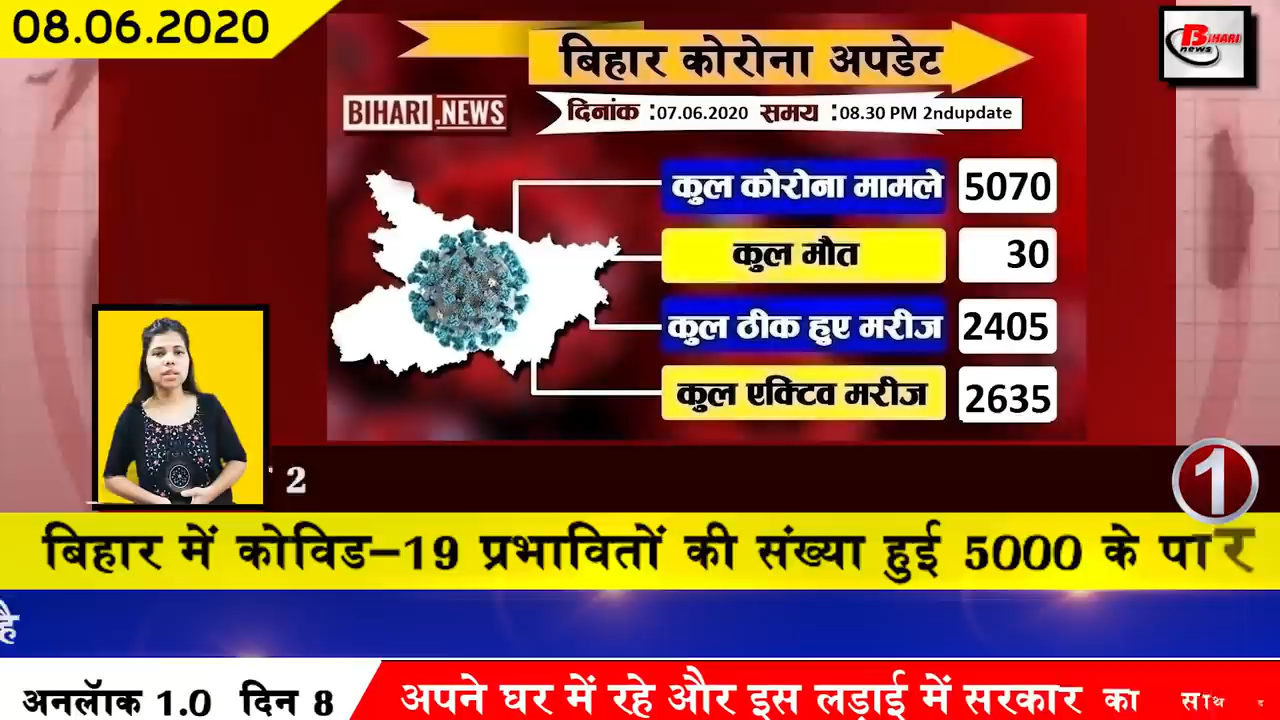 08.06.2020
BIHARI
news
बिहार कोरोना अपडेट
BIHARI.NEWS
दिनांक :07.06.2020 समय :08.30 PM 2ndupdate
कुल कोरोना मामले 5070
कुल मौत 30
कुल ठीक हुए मरीज 2405
कुल एक्टिव मरीज 2635
2
1
बिहार में कोविड-19 प्रभावितों की संख्या हुई 5000 के पार
है
अनलॅाक 1.0 दिन 8
अपने घर में रहे और इस लड़ाई में सरकार का साथ